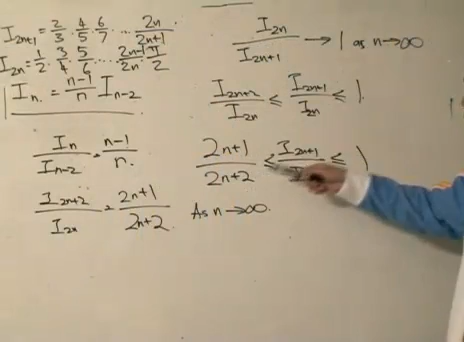 I_{2n+1} = 2/3 · 4/5 · 6/7 · ... · 2n/2n+1
I_{2n} = 1/2 · 3/4 · 5/6 · ... · 2n-1/2n · π/2
I_n = n-1/n I_{n-2}
I_n/I_{n-2} = n-1/n.
I_{2n+2}/I_{2n} = 2n+1/2n+2
I_{2n}/I_{2n+1} → 1 as n→∞
I_{2n+2}/I_{2n} ≤ I_{2n+1}/I_{2n} ≤ 1.
2n+1/2n+2 ≤ I_{2n+1}/ ≤ 1
As n→∞.